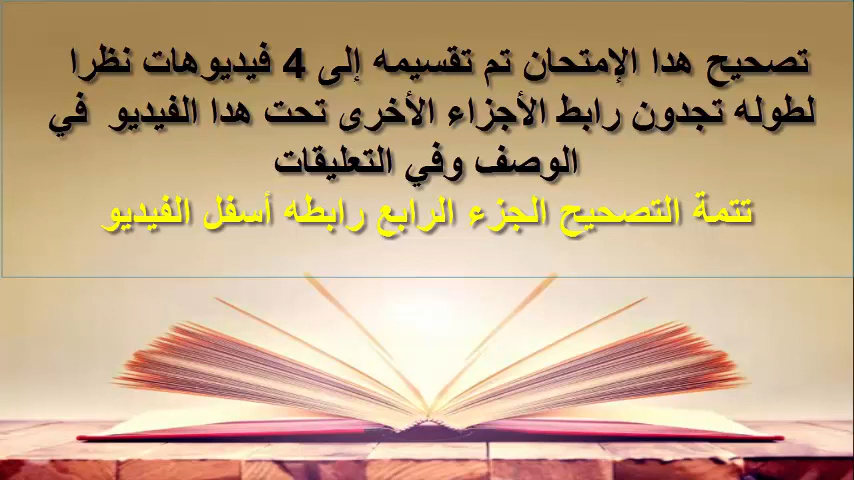 تصحيح هدا الإمتحان تم تقسيمه إلى 4 فيديوهات نظرا
لطوله تجدون رابط الأجزاء الأخرى تحت هدا الفيديو في
الوصف وفي التعليقات
تتمة التصحيح الجزء الرابع رابطه أسفل الفيديو